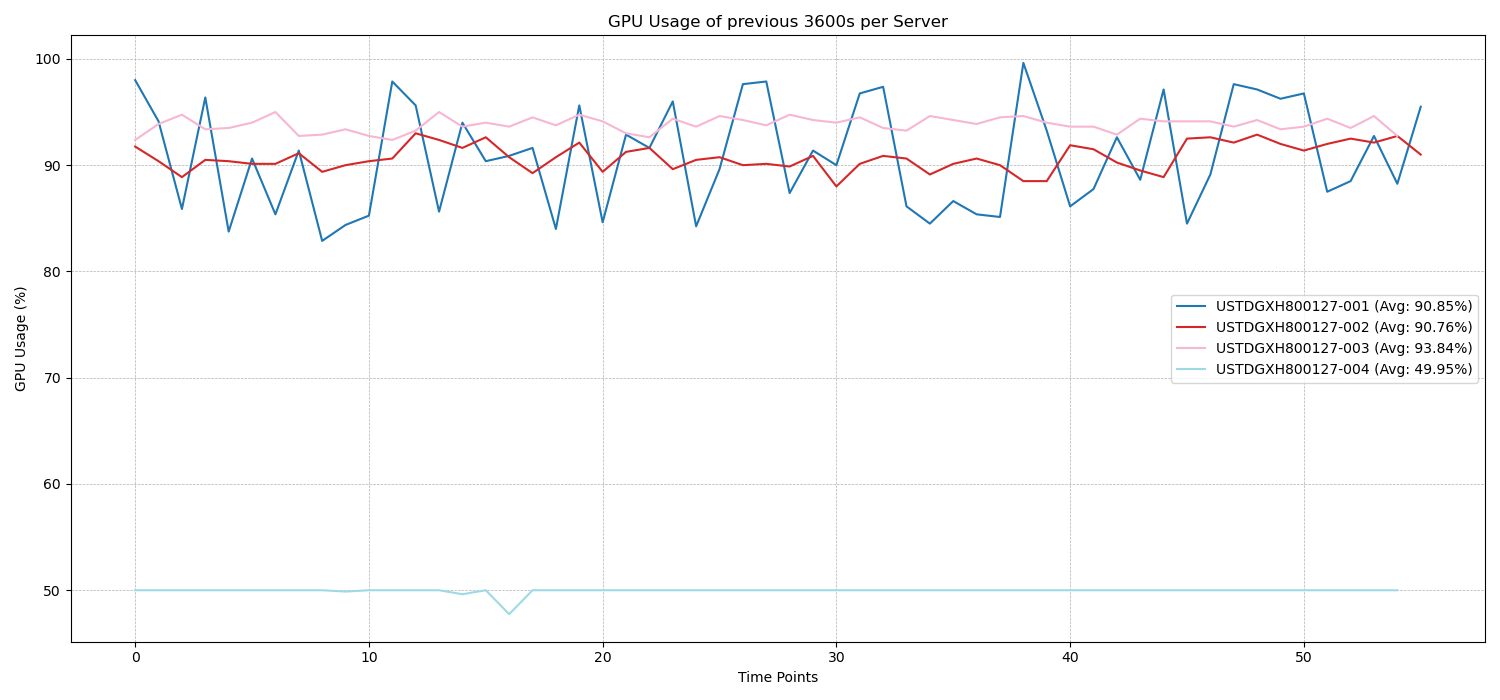 GPU Usage of previous 3600s per Server
GPU Usage (%)
100
90
80
70
60
50
USTDGXH800127-001 (Avg: 90.85%)
USTDGXH800127-002 (Avg: 90.76%)
USTDGXH800127-003 (Avg: 93.84%)
USTDGXH800127-004 (Avg: 49.95%)
0 10 20 30 40 50
Time Points